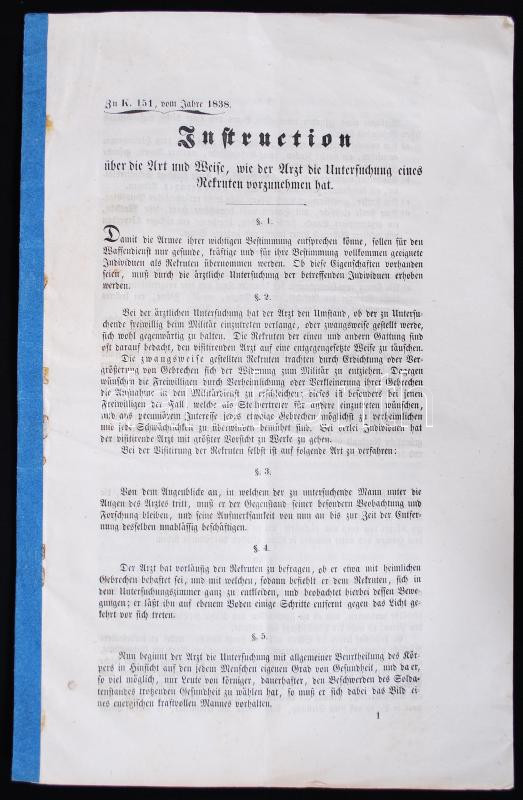 Zu K. 151, vom Jahre 1838.
Instruction
über die Art und Weise, wie der Arzt die Untersuchung eines
Rekruten vorzunehmen hat.
§. 1.
Damit die Armee ihrer wichtigen Bestimmung entsprechen könne, sollen für den
Waffendienst nur gesunde, kräftige und für ihre Bestimmung vollkommen geeignete
Individuen als Rekruten übernommen werden. Ob diese Eigenschaften vorhanden
seien, muß durch die ärztliche Untersuchung der betreffenden Individuen erhoben
werden.
§. 2.
Bei der ärztlichen Untersuchung hat der Arzt den Umstand, ob der zu Untersu-
chende freiwillig beim Militär einzutreten verlange, oder zwangsweise gestellt werde,
sich wohl gegenwärtig zu halten. Die Rekruten der einen und andern Gattung sind
oft darauf bedacht, den visitirenden Arzt auf eine entgegengesetzte Weise zu täuschen.
Die zwangsweise gestellten Rekruten trachten durch Erdichtung oder Ver-
größerung von Gebrechen sich der Widmung zum Militär zu entziehen. Dagegen
wünschen die Freiwilligen durch Verheimlichung oder Verkleinerung ihrer Gebrechen
die Aufnahme in den Militärdienst zu erschleichen; dieses ist besonders bei jenen
Freiwilligen der Fall, welche als Stellvertreter für andere einzutreten wünschen,
und aus pecuniärem Interesse jedes etwaige Gebrechen möglichst zu verheimlichen
und jede Schwächlichkeit zu überwinden bemüht sind. Bei derlei Individuen hat
der visitirende Arzt mit größter Vorsicht zu Werke zu gehen.
Bei der Visitirung der Rekruten selbst ist auf folgende Art zu verfahren:
§. 3.
Von dem Augenblicke an, in welchem der zu untersuchende Mann unter die
Augen des Arztes tritt, muß er der Gegenstand seiner besondern Beobachtung und
Forschung bleiben, und seine Aufmerksamkeit von nun an bis zur Zeit der Entfer-
nung desselben unablässig beschäftigen.
§. 4.
Der Arzt hat vorläufig den Rekruten zu befragen, ob er etwa mit heimlichen
Gebrechen behaftet sei, und mit welchen, sodann befiehlt er dem Rekruten, sich in
dem Untersuchungszimmer ganz zu entkleiden, und beobachtet hierbei dessen Bewe-
gungen; er läßt ihn auf ebenem Boden einige Schritte entfernt gegen das Licht ge-
kehrt vor sich treten.
§. 5.
Nun beginnt der Arzt die Untersuchung mit allgemeiner Beurtheilung des Kör-
pers in Hinsicht auf den jedem Menschen eigenen Grad von Gesundheit, und da er,
so viel möglich, nur Leute von körniger, dauerhafter, den Beschwerden des Solda-
tenstandes trotzenden Gesundheit zu wählen hat, so muß er sich dabei das Bild ei-
nes energischen kraftvollen Mannes vorhalten.
1